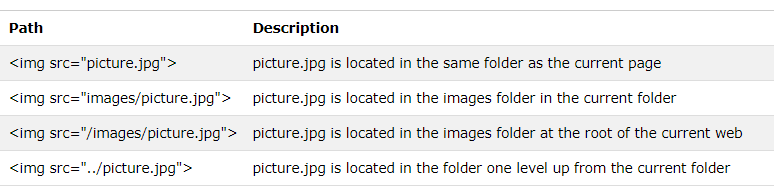 Path Description
<img src="picture.jpg"> picture.jpg is located in the same folder as the current page
<img src="images/picture.jpg"> picture.jpg is located in the images folder in the current folder
<img src="/images/picture.jpg"> picture.jpg is located in the images folder at the root of the current web
<img src="../picture.jpg"> picture.jpg is located in the folder one level up from the current folder